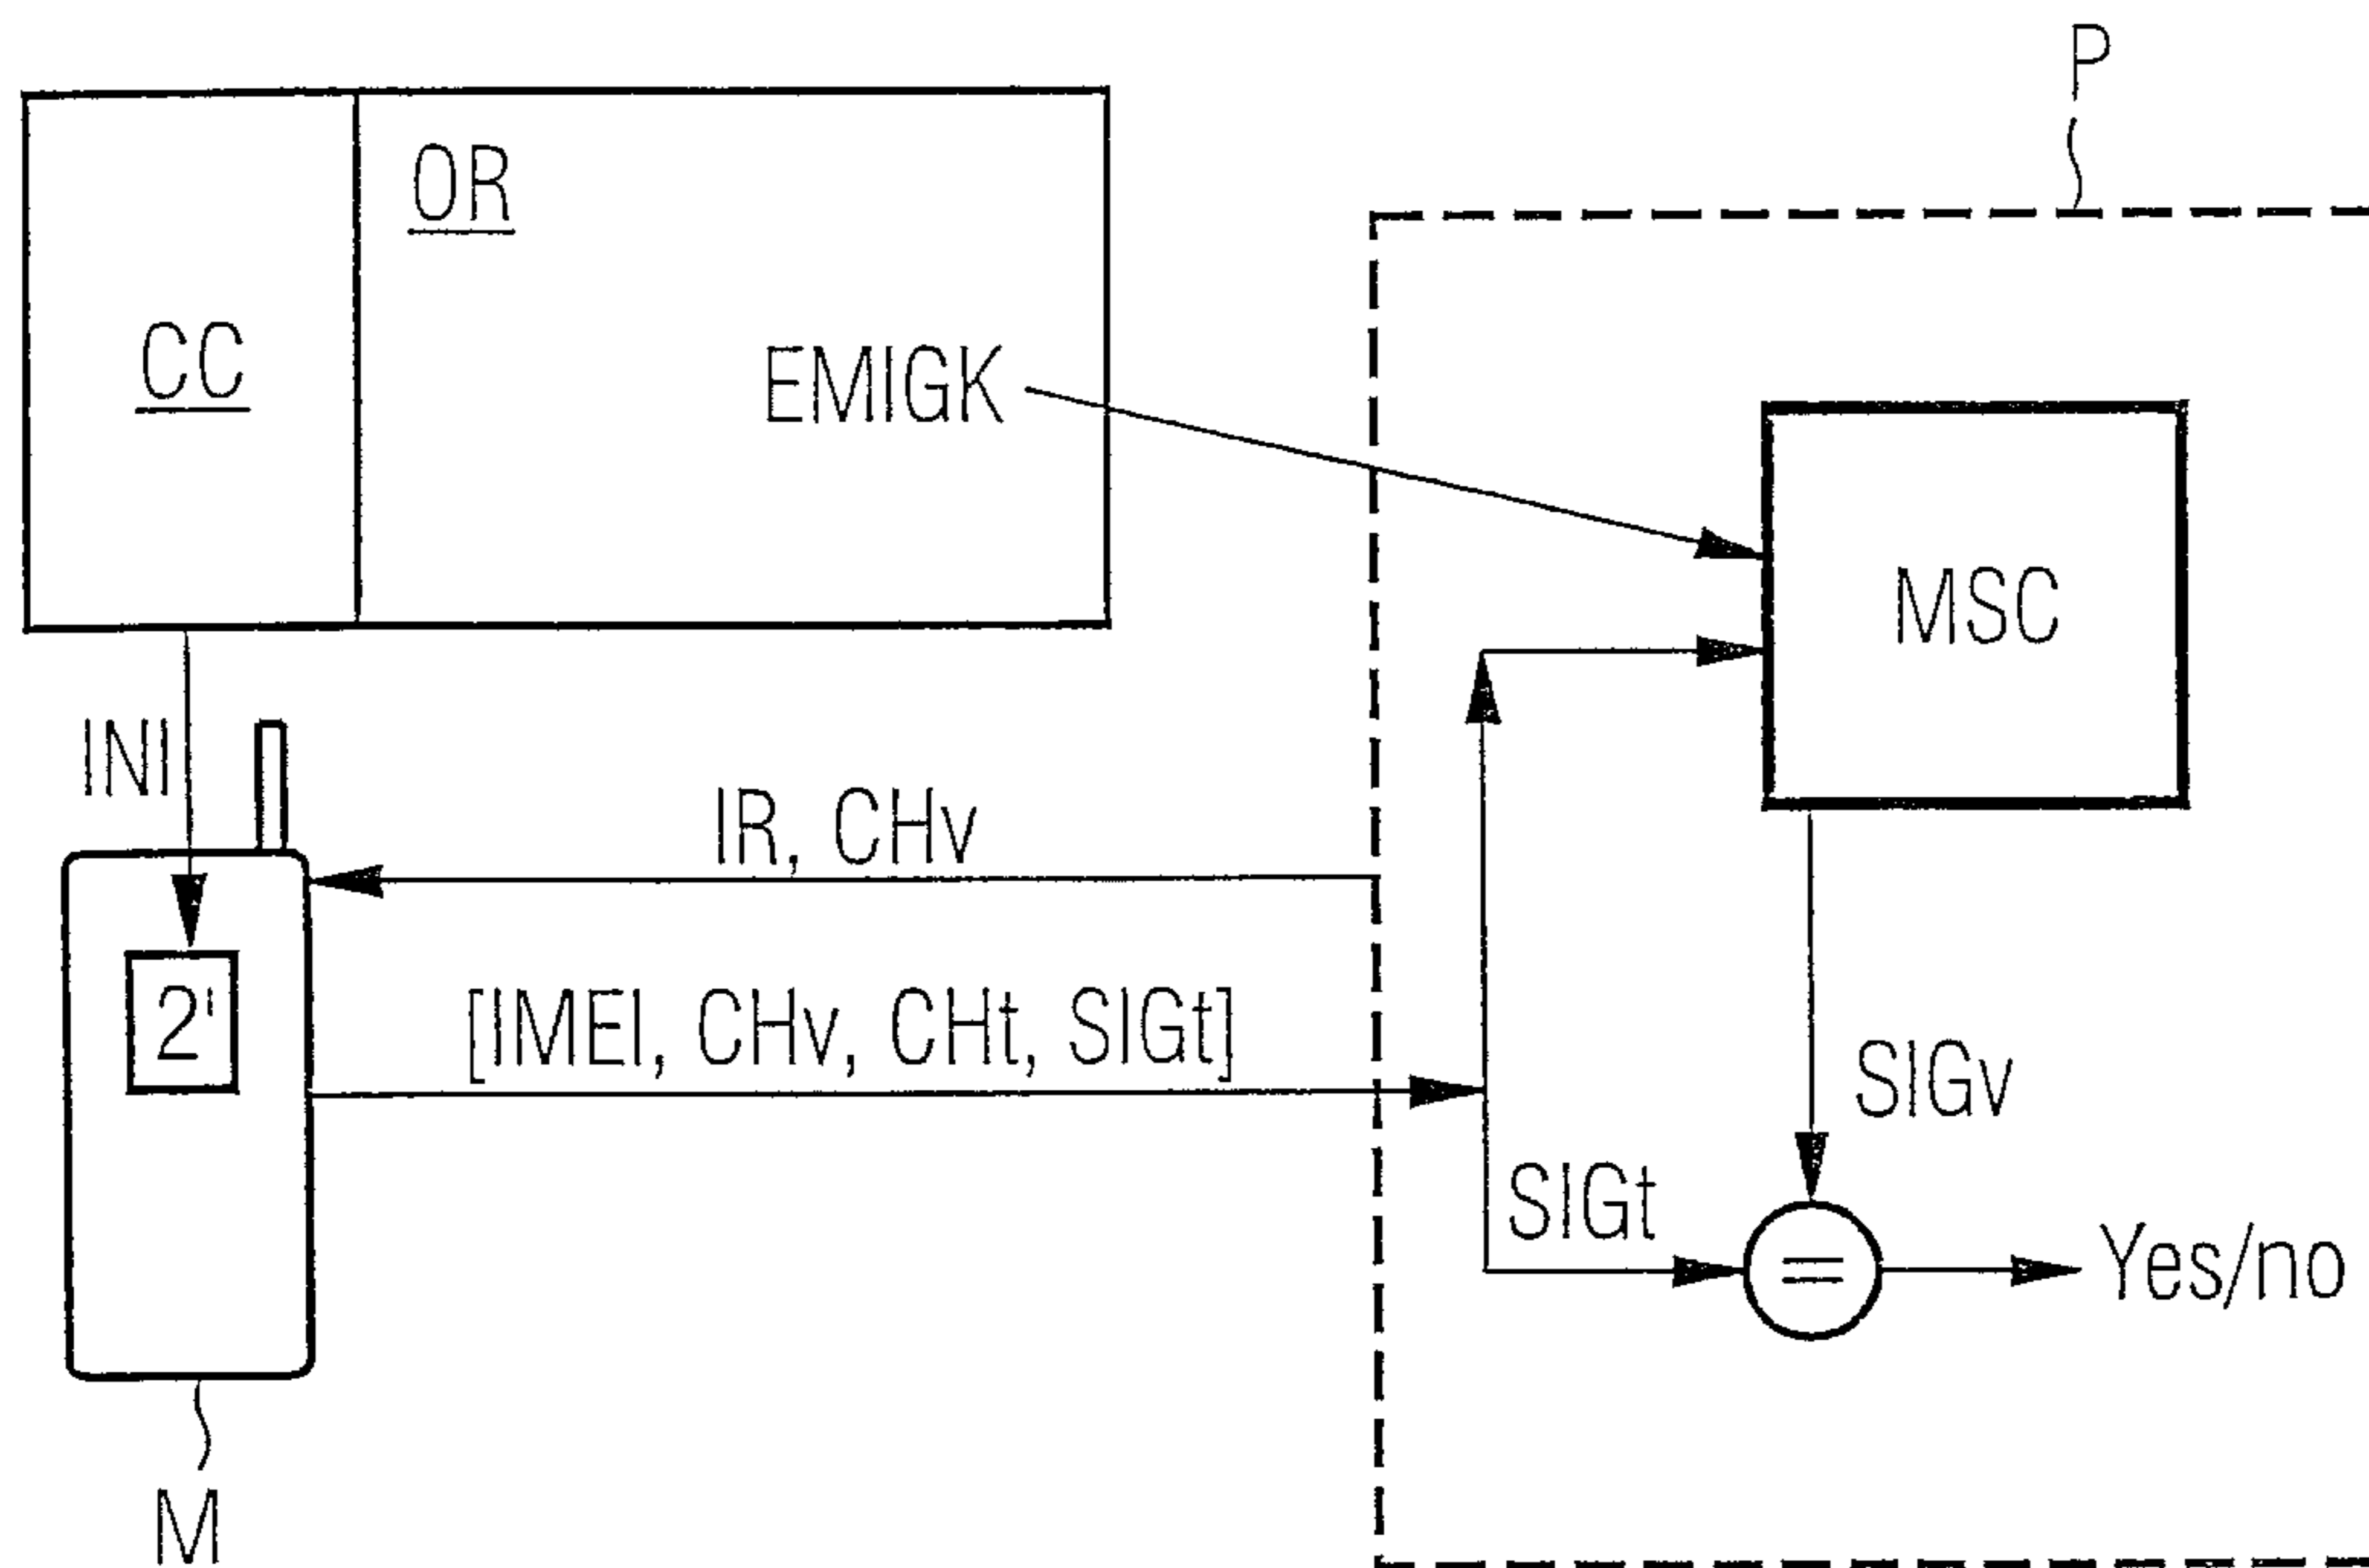 P
OR
CC
EMIGK
MSC
INI
IR, CHv
2'
[IMEI, CHv, CHt, SIGt]
SIGv
SIGt
=
Yes/no
M